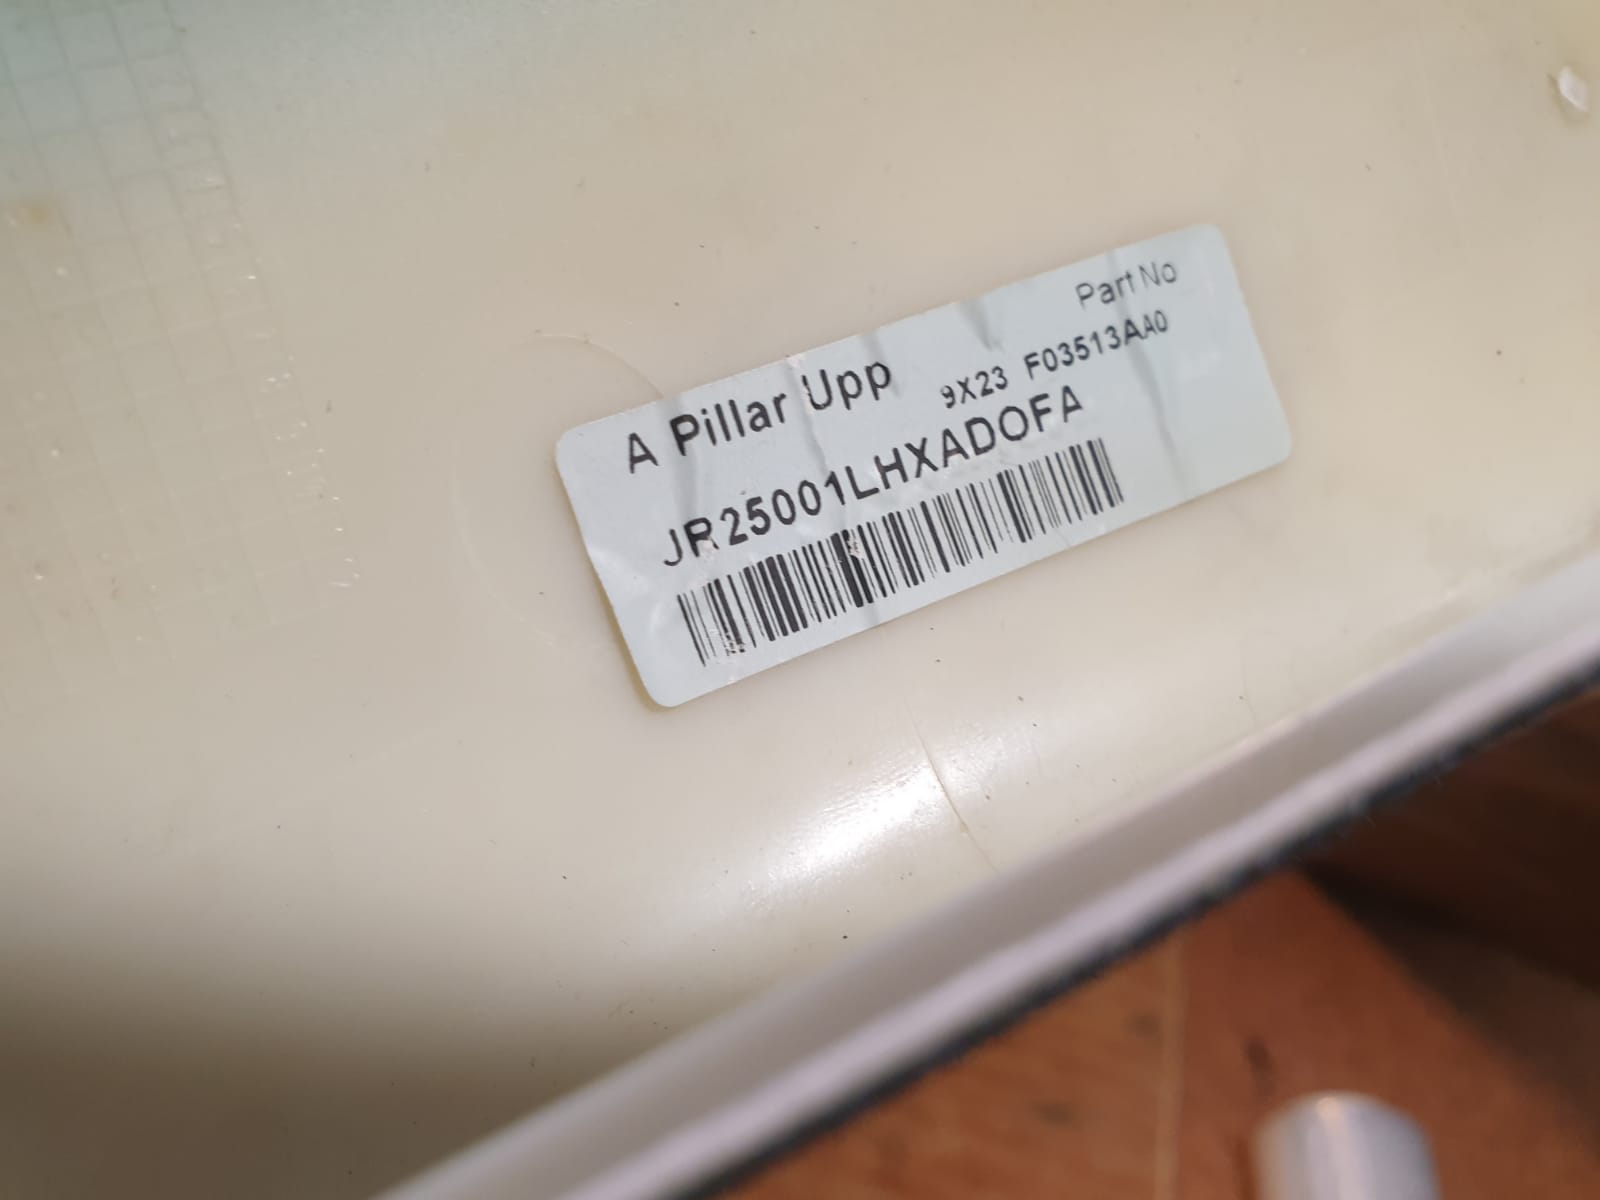 Part No
A Pillar Upp 9X23 F03513AA0
JR25001LHXADOFA